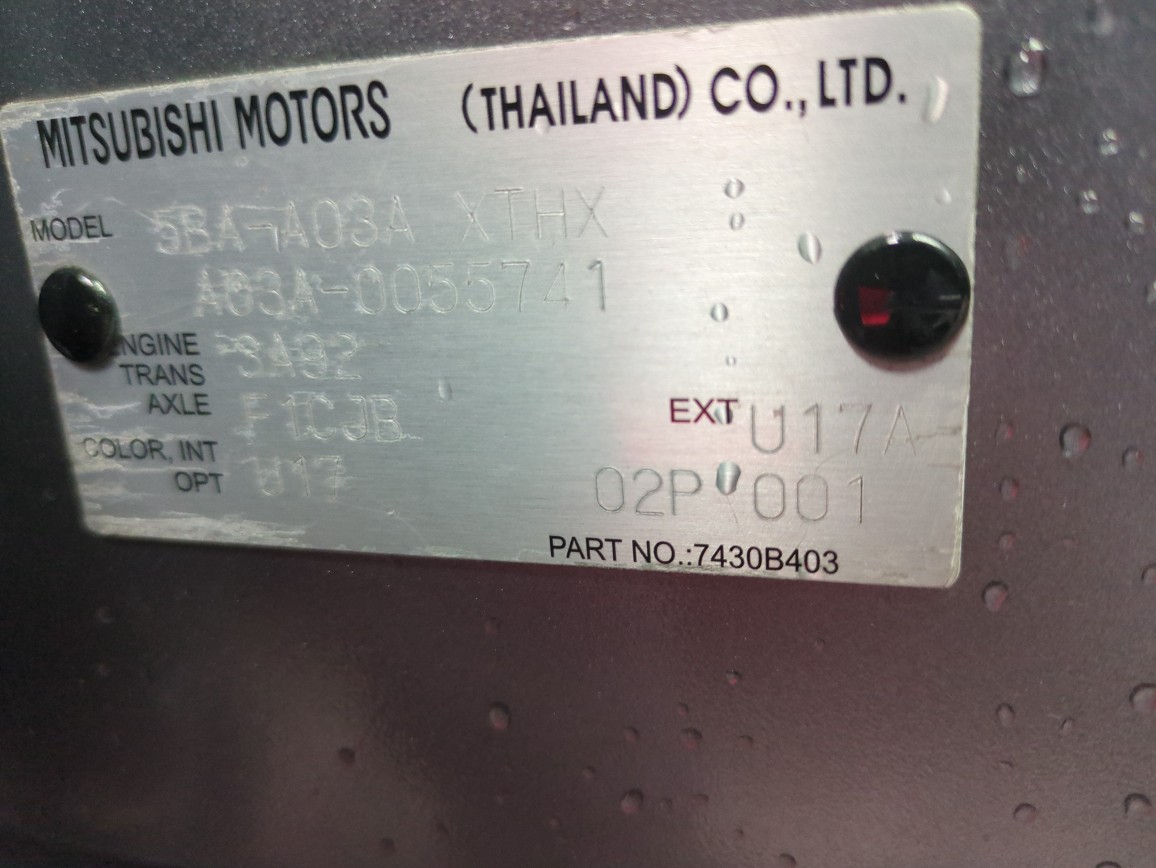 MITSUBISHI MOTORS (THAILAND) CO., LTD.
MODEL 5BA-A03A XTHX
A03A-0055741
ENGINE 3A92
TRANS
AXLE F1CJB EXT U17A
COLOR, INT U17
OPT 02P 001
PART NO.:7430B403